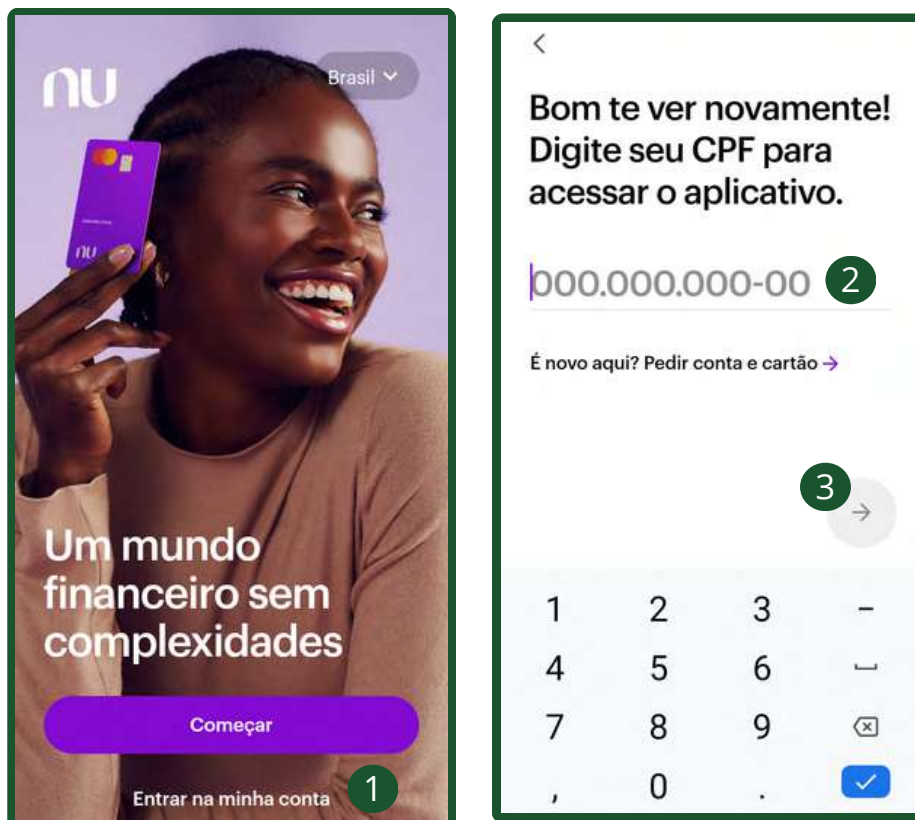 nu
Brasil
nu
Um mundo
financeiro sem
complexidades
Começar
Entrar na minha conta
1
Bom te ver novamente!
Digite seu CPF para
acessar o aplicativo.
000.000.000-00
2
É novo aqui? Pedir conta e cartão →
3
→
1 2 3 –
4 5 6
7 8 9
, 0 .